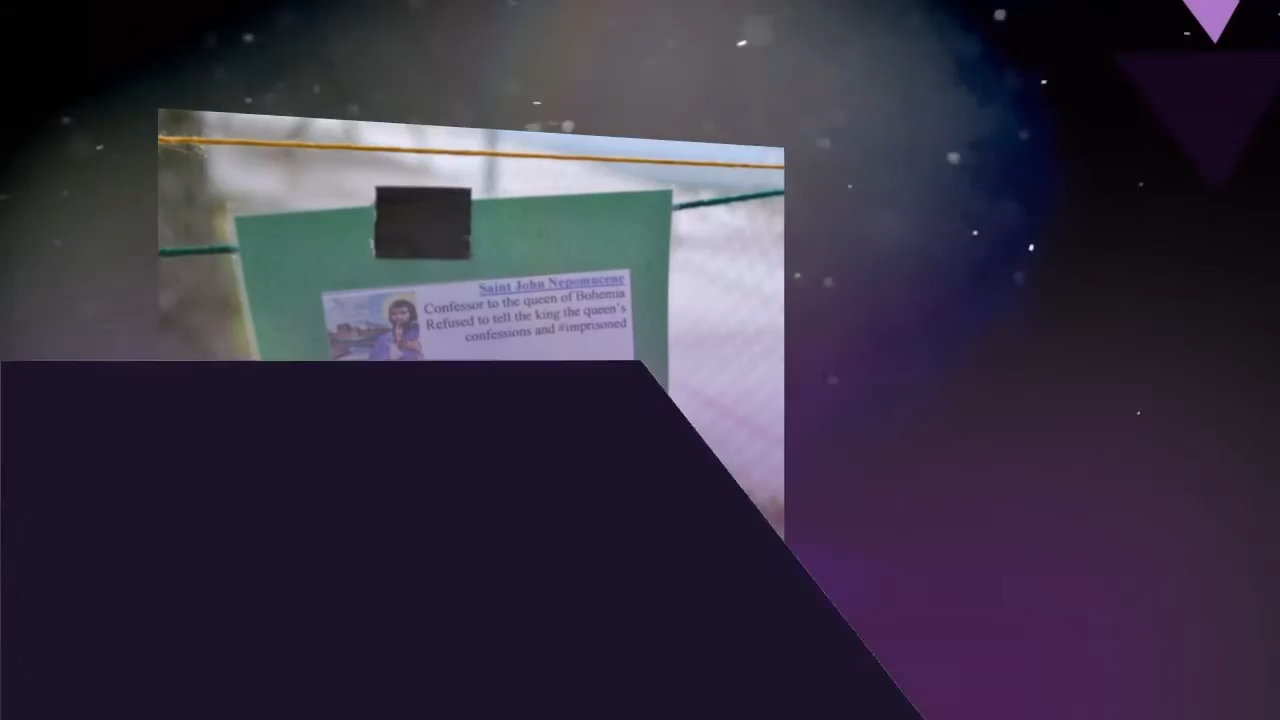 Saint John Nepomucene
Confessor to the queen of Bohemia
Refused to tell the king the queen's
confessions and #imprisoned